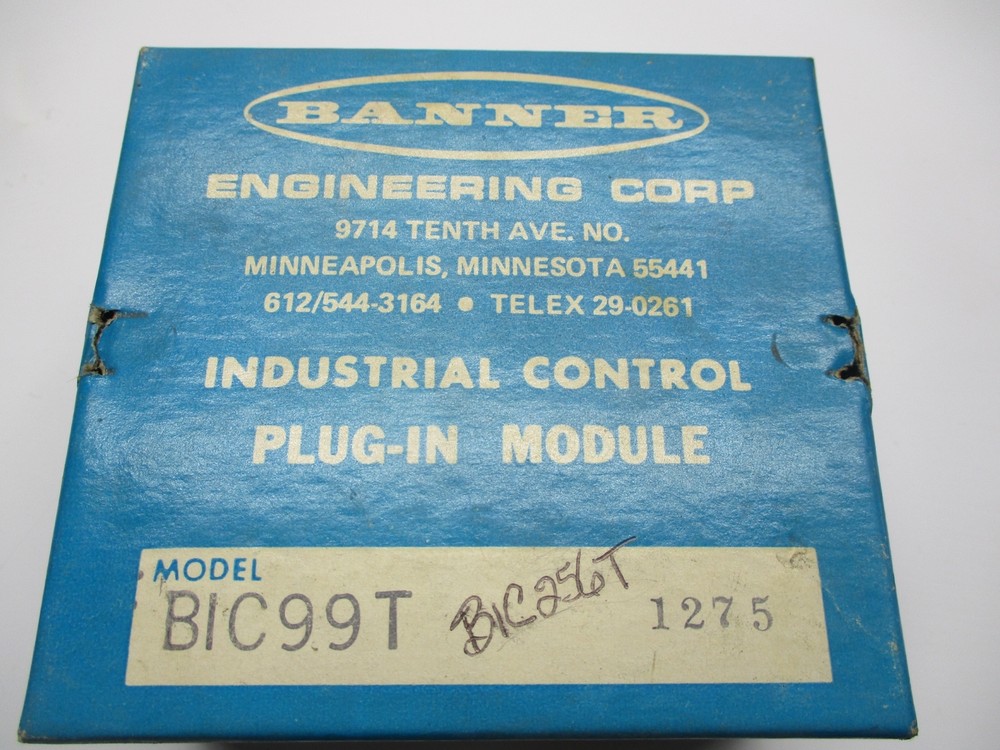 BANNER
ENGINEERING CORP
9714 TENTH AVE. NO.
MINNEAPOLIS, MINNESOTA 55441
612/544-3164 • TELEX 29-0261
INDUSTRIAL CONTROL
PLUG-IN MODULE
MODEL
BIC99T BIC256T 1275